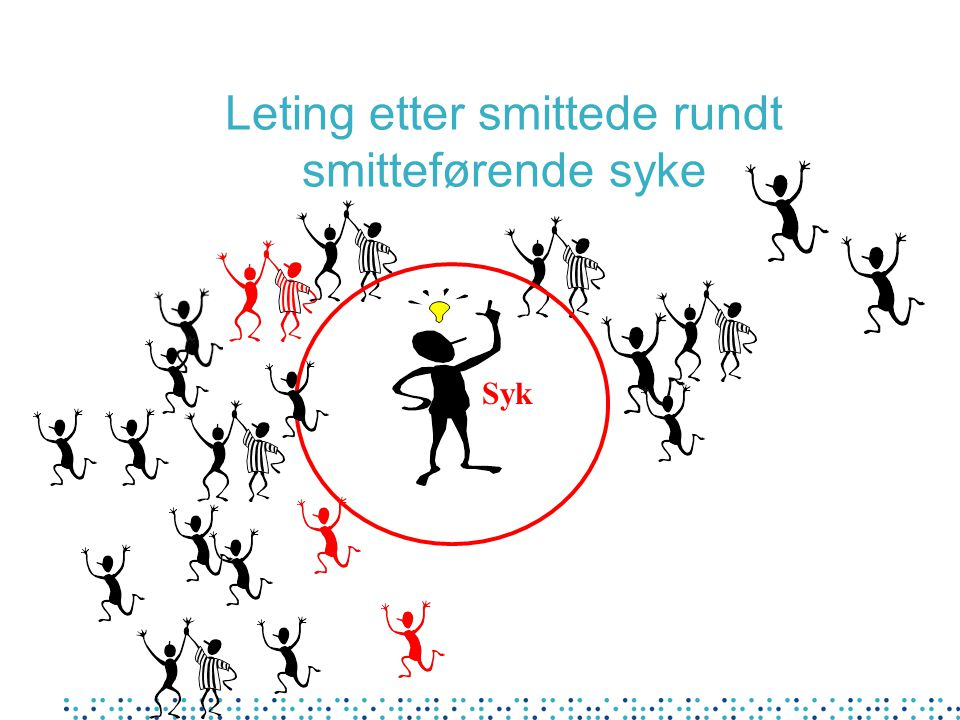 Leting etter smittede rundt
smitteførende syke
Syk